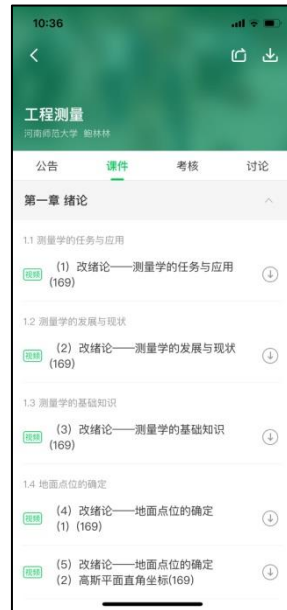 10:36
工程测量
河南师范大学 鲍林林
公告 课件 考核 讨论
第一章 绪论
1.1 测量学的任务与应用
视频 (1) 改绪论——测量学的任务与应用
(169)
1.2 测量学的发展与现状
视频 (2) 改绪论——测量学的发展与现状
(169)
1.3 测量学的基础知识
视频 (3) 改绪论——测量学的基础知识
(169)
1.4 地面点位的确定
视频 (4) 改绪论——地面点位的确定
(1) (169)
视频 (5) 改绪论——地面点位的确定
(2) 高斯平面直角坐标(169)